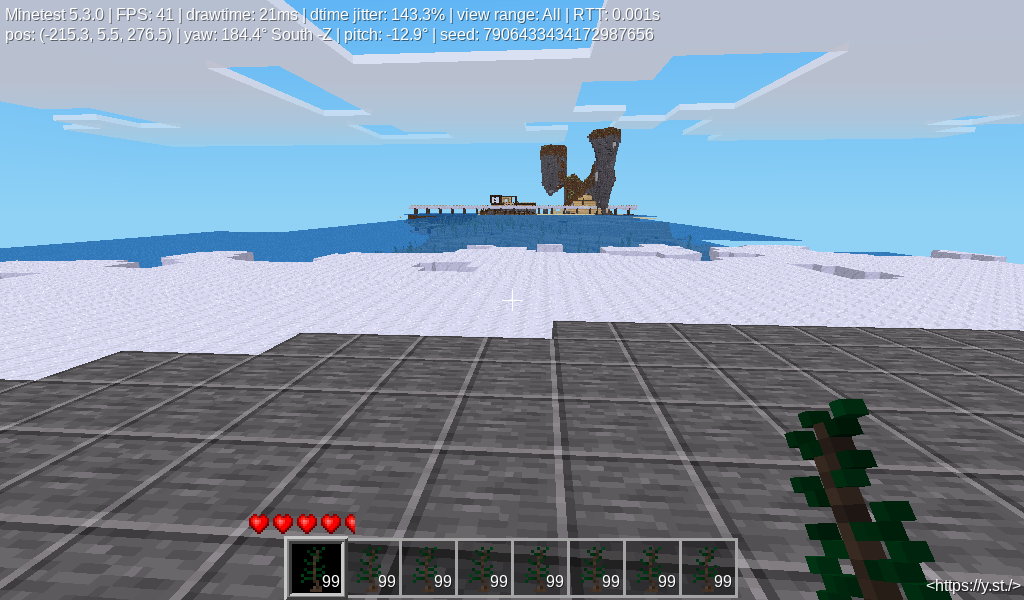 Minetest 5.3.0 | FPS: 41 | drawtime: 21ms | dtime jitter: 143.3% | view range: All | RTT: 0.001s
pos: (-215.3, 5.5, 276.5) | yaw: 184.4° South -Z | pitch: -12.9° | seed: 7906433434172987656
99 99 99 99 99 99 99 99
<https://y.st./>